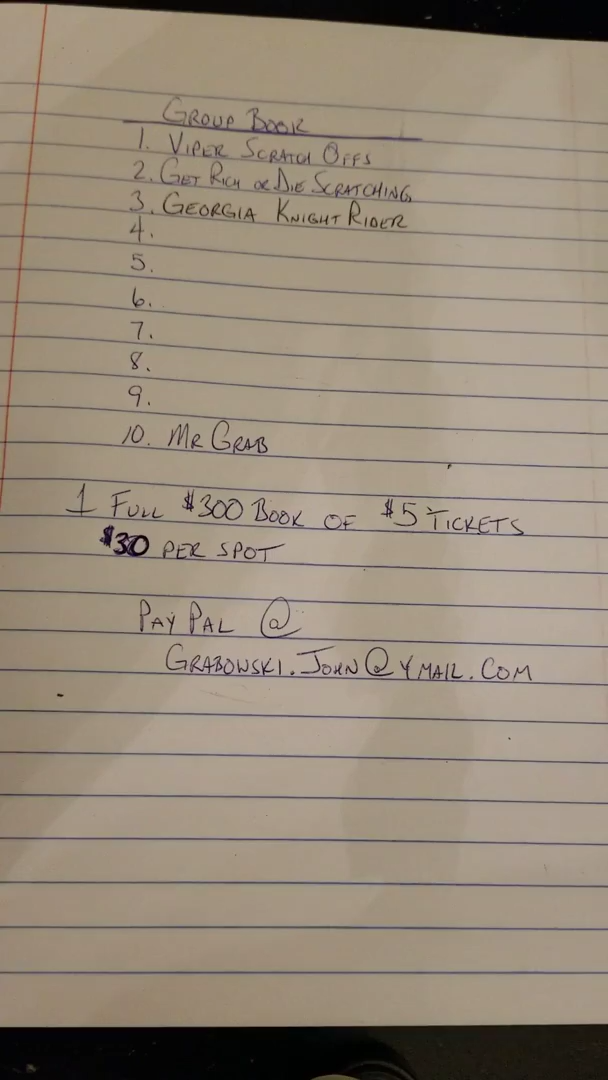 GROUP BOOK
1. VIPER SCRATCH OFFS
2. GET RICH OR DIE SCRATCHING
3. GEORGIA KNIGHT RIDER
4.
5.
6.
7.
8.
9.
10. MR GRAB
1 FULL $300 BOOK OF $5 TICKETS
$30 PER SPOT
PAYPAL @
GRABOWSKI.JOHN@YMAIL.COM